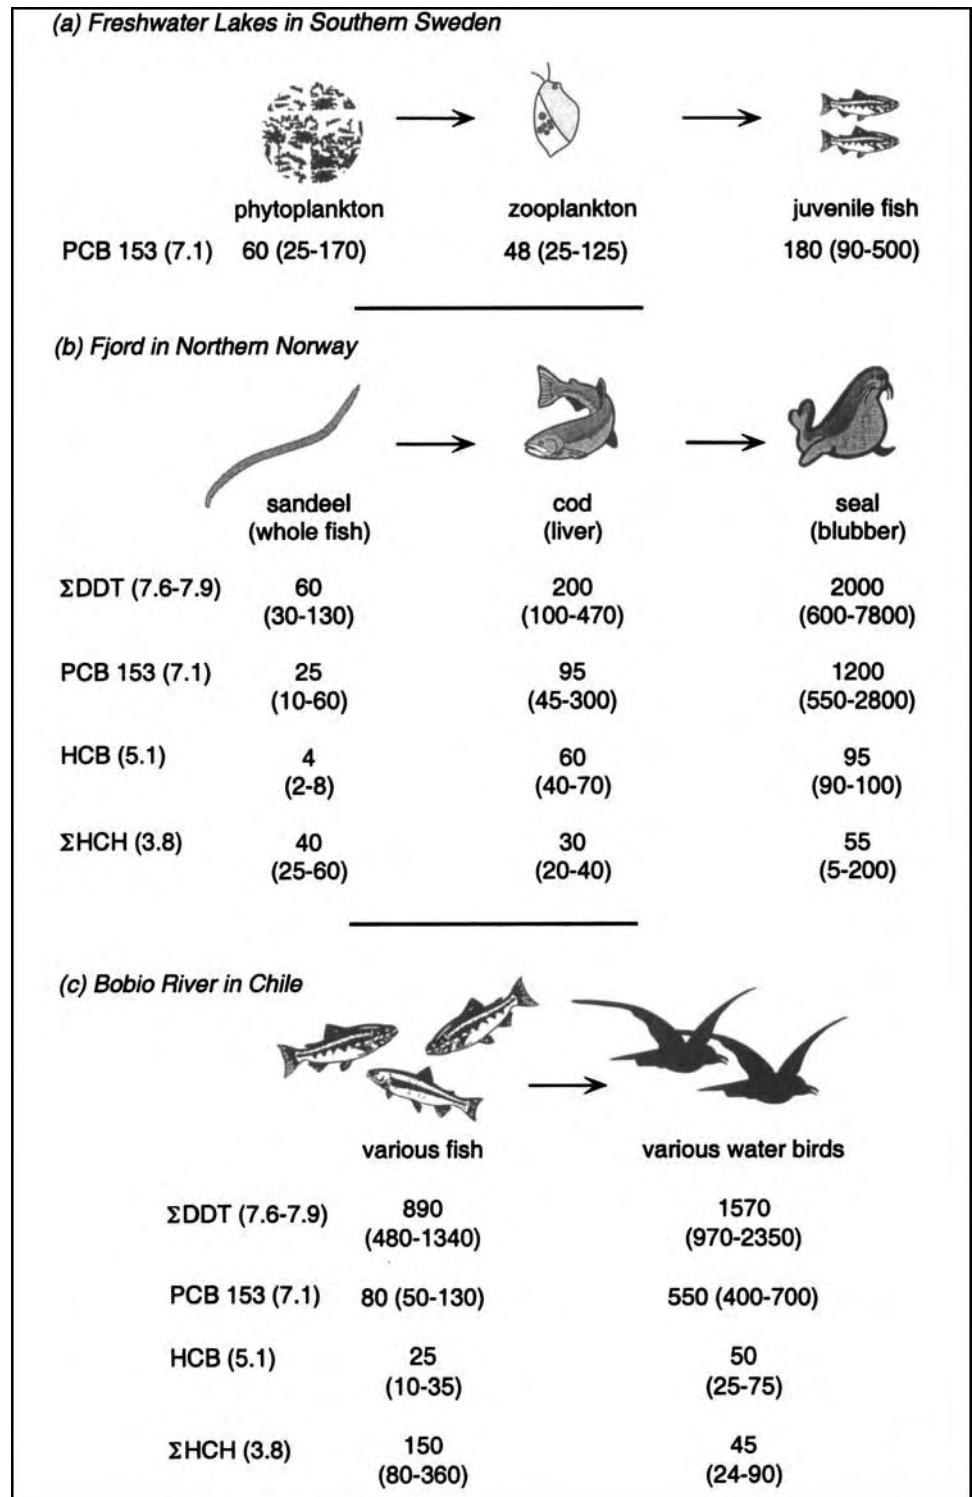 (a) Freshwater Lakes in Southern Sweden
phytoplankton zooplankton juvenile fish
PCB 153 (7.1) 60 (25-170) 48 (25-125) 180 (90-500)
(b) Fjord in Northern Norway
sandeel cod seal
(whole fish) (liver) (blubber)
ΣDDT (7.6-7.9) 60 200 2000
(30-130) (100-470) (600-7800)
PCB 153 (7.1) 25 95 1200
(10-60) (45-300) (550-2800)
HCB (5.1) 4 60 95
(2-8) (40-70) (90-100)
ΣHCH (3.8) 40 30 55
(25-60) (20-40) (5-200)
(c) Bobio River in Chile
various fish various water birds
ΣDDT (7.6-7.9) 890 1570
(480-1340) (970-2350)
PCB 153 (7.1) 80 (50-130) 550 (400-700)
HCB (5.1) 25 50
(10-35) (25-75)
ΣHCH (3.8) 150 45
(80-360) (24-90)